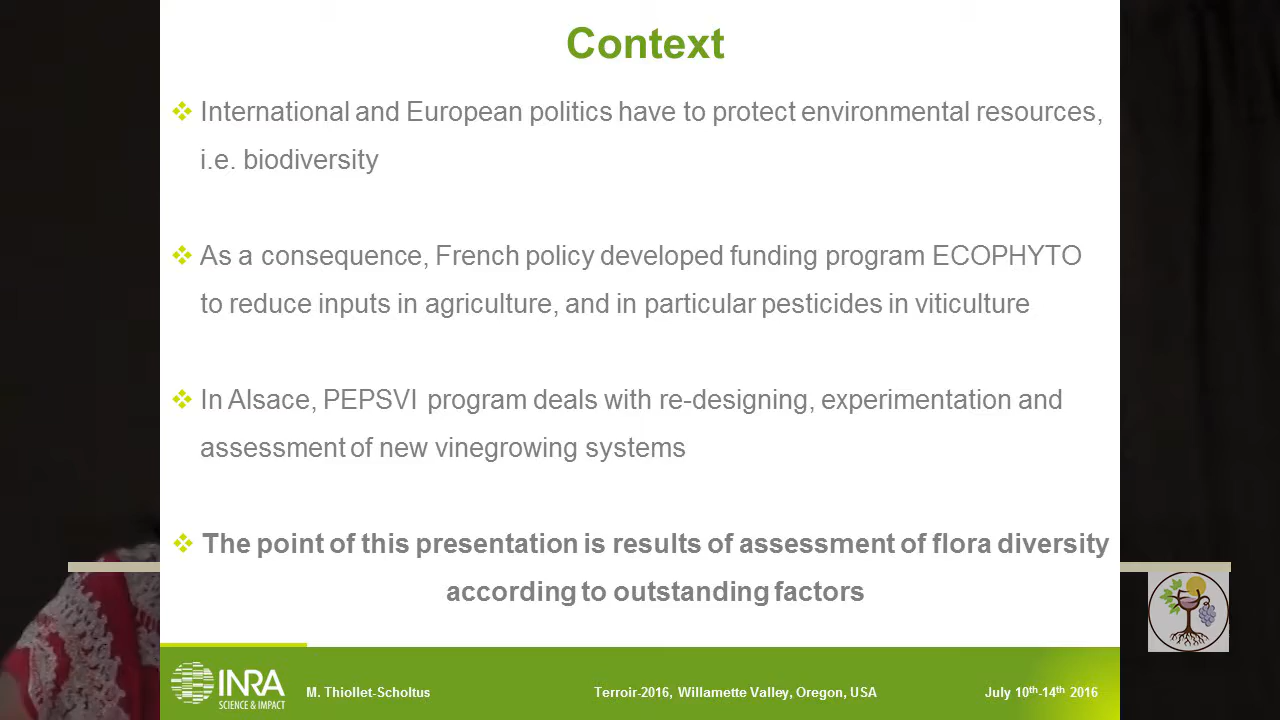 Context
International and European politics have to protect environmental resources,
i.e. biodiversity
As a consequence, French policy developed funding program ECOPHYTO
to reduce inputs in agriculture, and in particular pesticides in viticulture
In Alsace, PEPSVI program deals with re-designing, experimentation and
assessment of new vinegrowing systems
The point of this presentation is results of assessment of flora diversity
according to outstanding factors
INRA
SCIENCE & IMPACT
M. Thiollet-Scholtus
Terroir-2016, Willamette Valley, Oregon, USA
July 10th-14th 2016